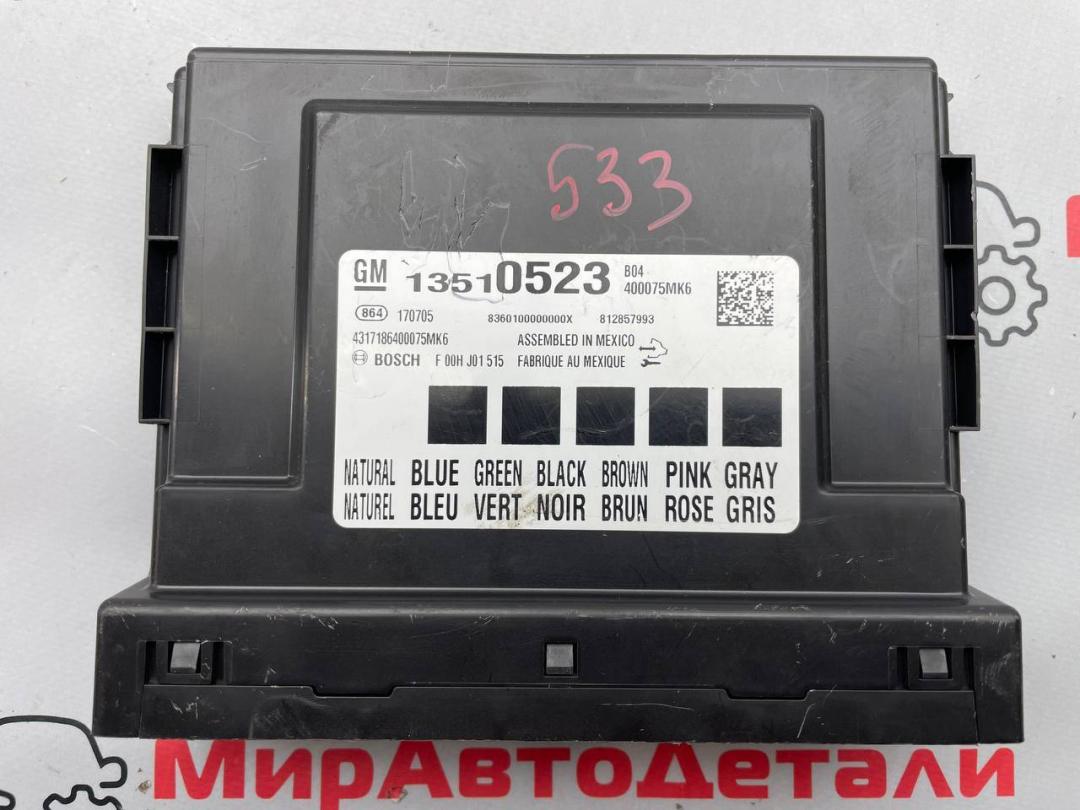 533
GM 13510523 B04
400075MK6
864 170705 8360100000000X 812857993
4317186400075MK6 ASSEMBLED IN MEXICO
BOSCH F 00H J01 515 FABRIQUE AU MEXIQUE
NATURAL BLUE GREEN BLACK BROWN PINK GRAY
NATUREL BLEU VERT NOIR BRUN ROSE GRIS
МирАвтоДетали